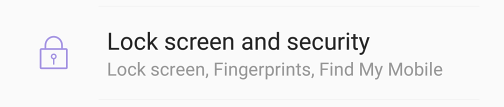 Lock screen and security
Lock screen, Fingerprints, Find My Mobile